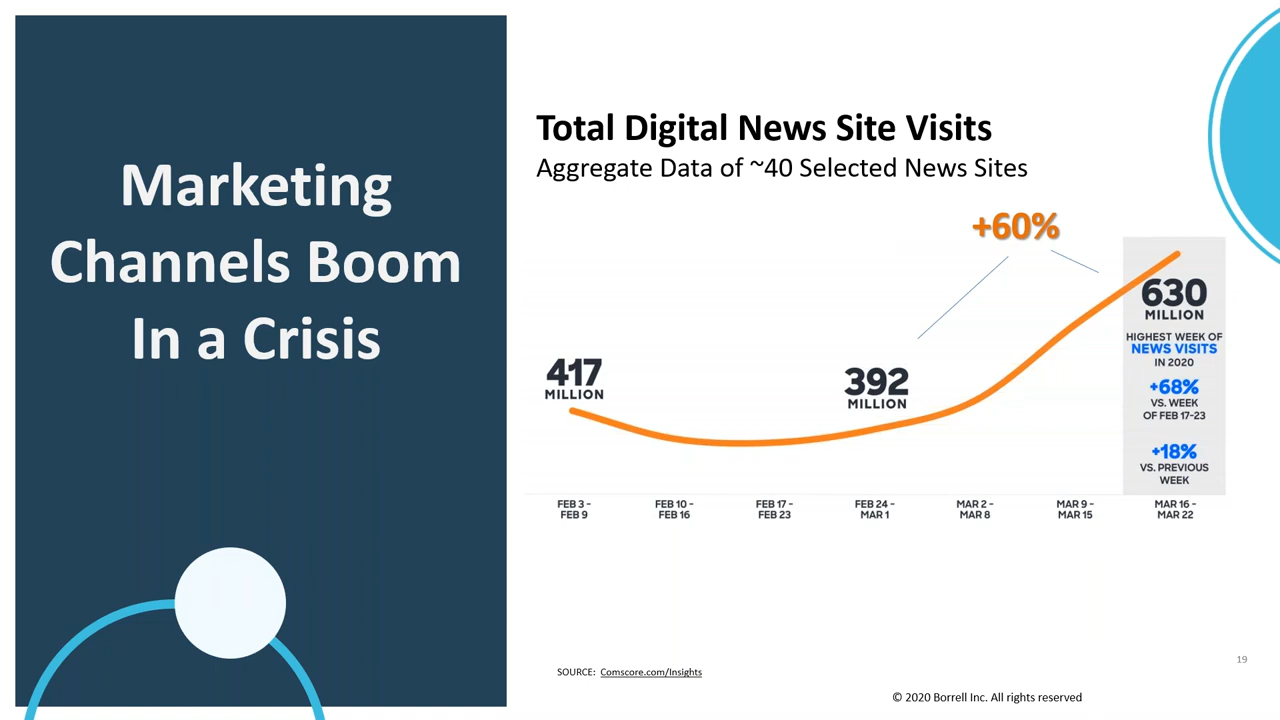 Marketing
Channels Boom
In a Crisis
Total Digital News Site Visits
Aggregate Data of ~40 Selected News Sites
+60%
417
MILLION
392
MILLION
630
MILLION
HIGHEST WEEK OF
NEWS VISITS
IN 2020
+68%
VS. WEEK
OF FEB 17-23
+18%
VS. PREVIOUS
WEEK
FEB 3 –
FEB 9
FEB 10 –
FEB 16
FEB 17 –
FEB 23
FEB 24 –
MAR 1
MAR 2 –
MAR 8
MAR 9 –
MAR 15
MAR 16 –
MAR 22
19
SOURCE: Comscore.com/Insights
© 2020 Borrell Inc. All rights reserved